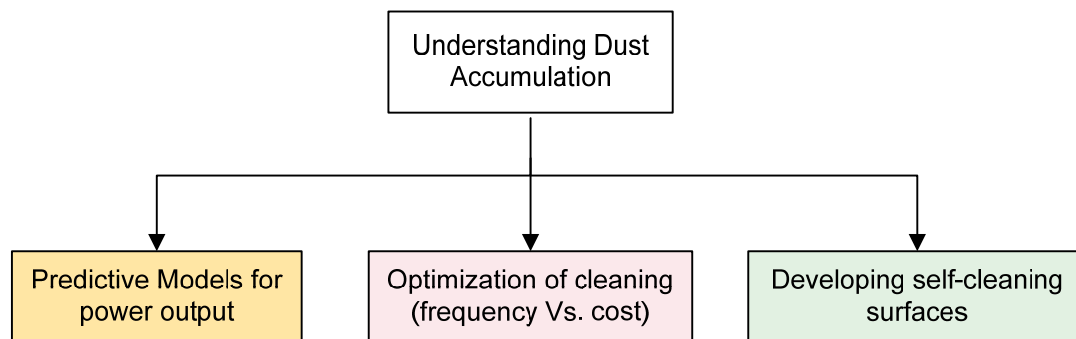 Understanding Dust
Accumulation
Predictive Models for
power output
Optimization of cleaning
(frequency Vs. cost)
Developing self-cleaning
surfaces